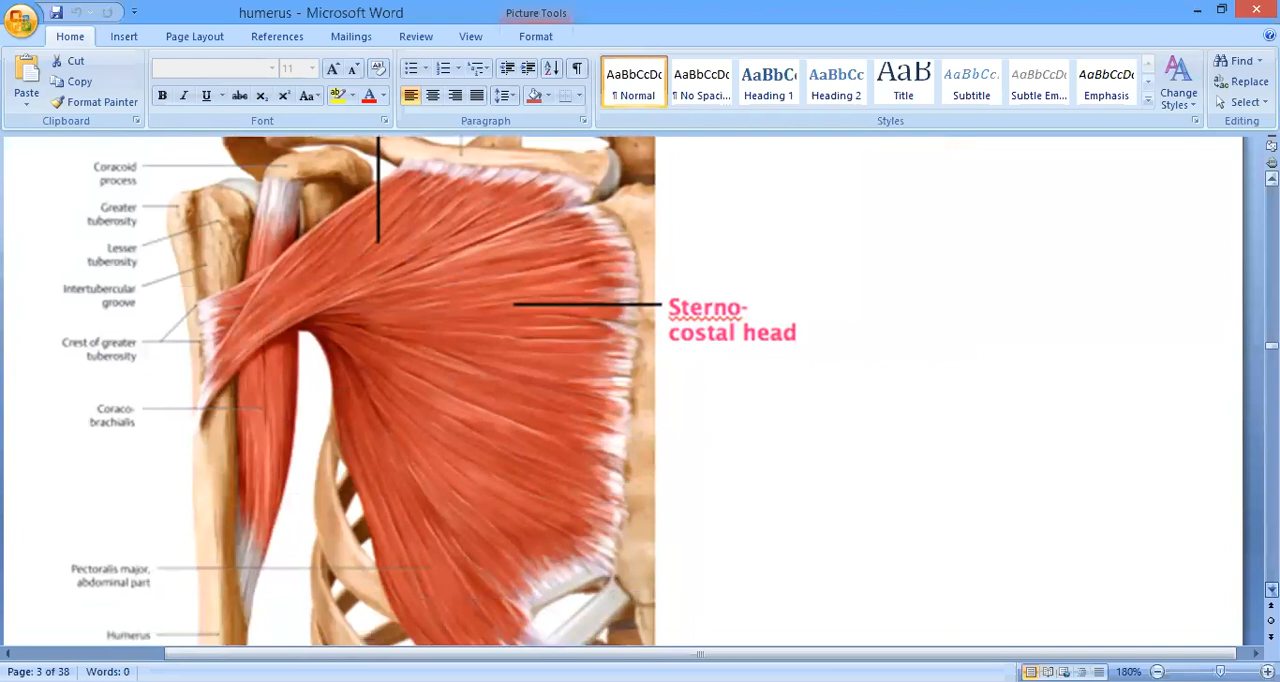 humerus - Microsoft Word
Picture Tools
Home
Insert
Page Layout
References
Mailings
Review
View
Format
Paste
Cut
Copy
Format Painter
Clipboard
11
Font
Paragraph
AaBbCcDc
¶ Normal
AaBbCcDc
¶ No Spaci...
AaBbC
Heading 1
AaBbCc
Heading 2
AaB
Title
AaBbCc.
Subtitle
AaBbCcDc
Subtle Em...
AaBbCcDc
Emphasis
Change
Styles
Styles
Find
Replace
Select
Editing
Coracoid
process
Greater
tuberosity
Lesser
tuberosity
Intertubercular
groove
Crest of greater
tuberosity
Coraco-
brachialis
Pectoralis major,
abdominal part
Humerus
Sterno-
costal head
Page: 3 of 38
Words: 0
180%